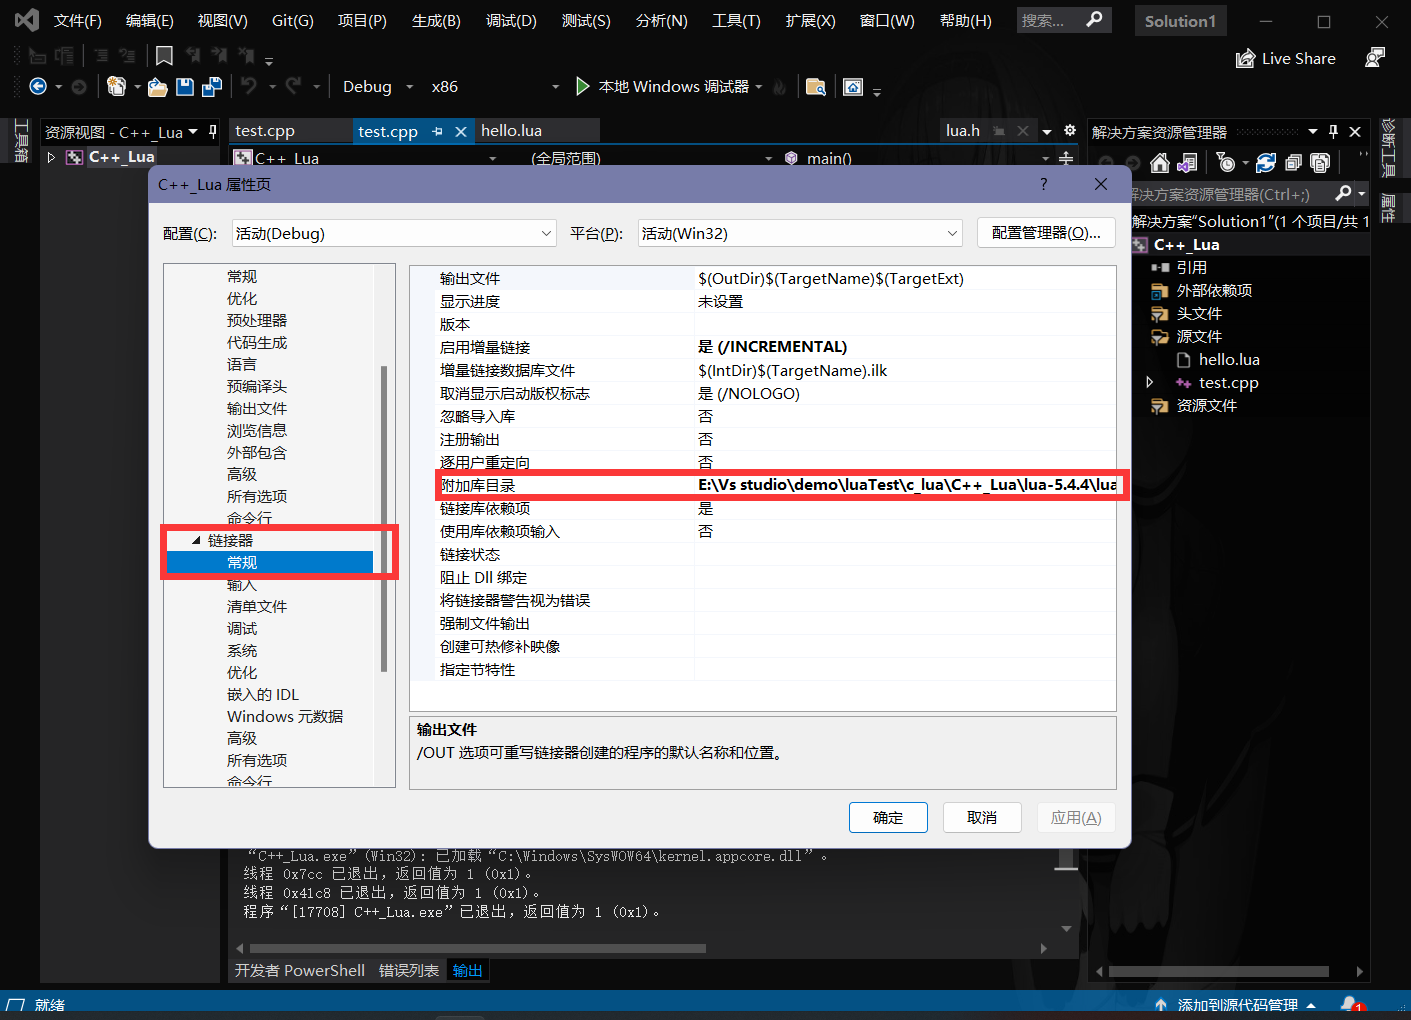 文件(F) 编辑(E) 视图(V) Git(G) 项目(P) 生成(B) 调试(D) 测试(S) 分析(N) 工具(T) 扩展(X) 窗口(W) 帮助(H) 搜索... Solution1
Live Share
Debug x86 本地 Windows 调试器
工具箱
资源视图 - C++_Lua
C++_Lua
test.cpp test.cpp hello.lua lua.h
C++_Lua (全局范围) main()
解决方案资源管理器
解决方案资源管理器(Ctrl+;)
解决方案"Solution1"(1 个项目/共 1
C++_Lua
引用
外部依赖项
头文件
源文件
hello.lua
test.cpp
资源文件
诊断工具
属性
C++_Lua 属性页 ?
配置(C): 活动(Debug) 平台(P): 活动(Win32) 配置管理器(O)...
常规
优化
预处理器
代码生成
语言
预编译头
输出文件
浏览信息
外部包含
高级
所有选项
命令行
链接器
常规
输入
清单文件
调试
系统
优化
嵌入的 IDL
Windows 元数据
高级
所有选项
命令行
输出文件 $(OutDir)$(TargetName)$(TargetExt)
显示进度 未设置
版本
启用增量链接 是 (/INCREMENTAL)
增量链接数据库文件 $(IntDir)$(TargetName).ilk
取消显示启动版权标志 是 (/NOLOGO)
忽略导入库 否
注册输出 否
逐用户重定向 否
附加库目录 E:\Vs studio\demo\luaTest\c_lua\C++_Lua\lua-5.4.4\lua
链接库依赖项 是
使用库依赖项输入 否
链接状态
阻止 Dll 绑定
将链接器警告视为错误
强制文件输出
创建可热修补映像
指定节特性
输出文件
/OUT 选项可重写链接器创建的程序的默认名称和位置。
确定 取消 应用(A)
“C++_Lua.exe”(Win32): 已加载“C:\Windows\SysWOW64\kernel.appcore.dll”。
线程 0x7cc 已退出，返回值为 1 (0x1)。
线程 0x41c8 已退出，返回值为 1 (0x1)。
程序“[17708] C++_Lua.exe”已退出，返回值为 1 (0x1)。
开发者 PowerShell 错误列表 输出
就绪 添加到源代码管理 1